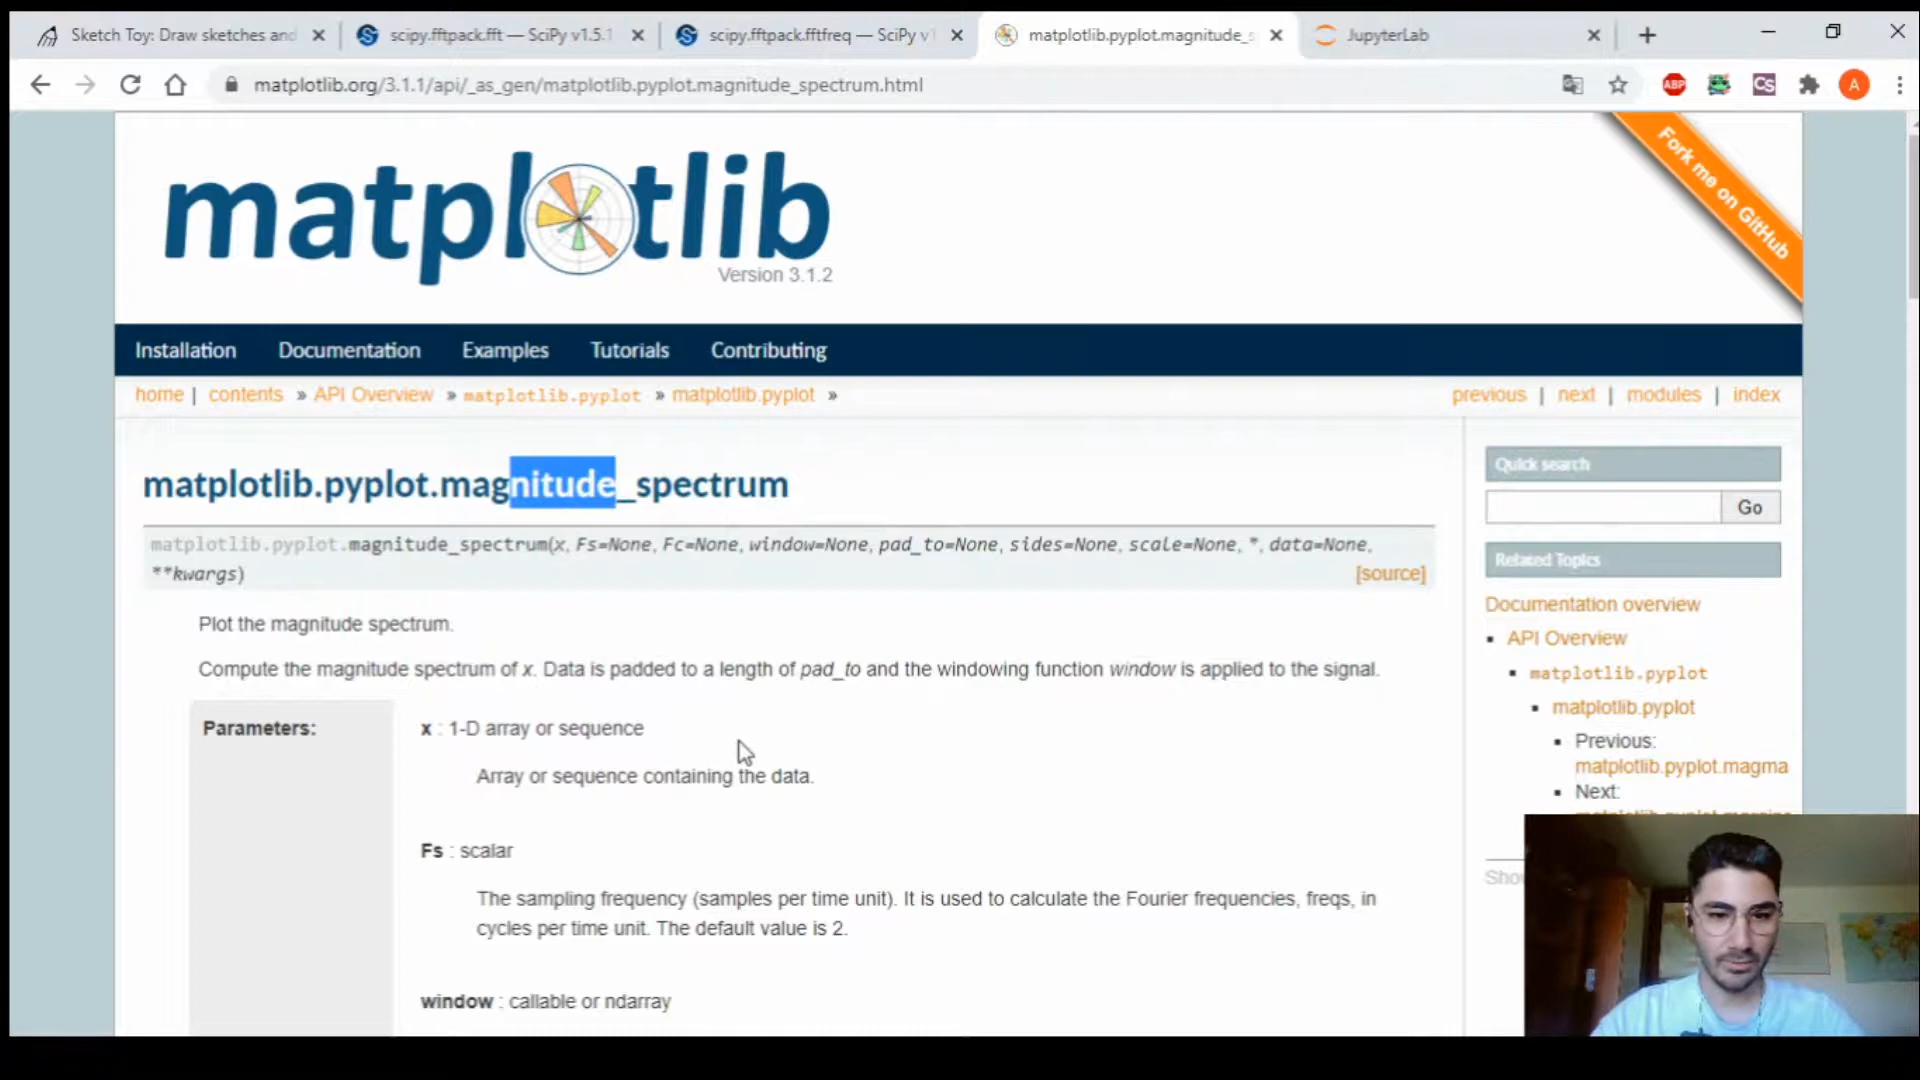 Sketch Toy: Draw sketches and
scipy.fftpack.fft — SciPy v1.5.1
scipy.fftpack.fftfreq — SciPy v1
matplotlib.pyplot.magnitude_s
JupyterLab
matplotlib.org/3.1.1/api/_as_gen/matplotlib.pyplot.magnitude_spectrum.html
ABP
CS
A
matplotlib
Version 3.1.2
Fork me on GitHub
Installation Documentation Examples Tutorials Contributing
home | contents » API Overview » matplotlib.pyplot » matplotlib.pyplot »
previous | next | modules | index
matplotlib.pyplot.magnitude_spectrum
matplotlib.pyplot.magnitude_spectrum(x, Fs=None, Fc=None, window=None, pad_to=None, sides=None, scale=None, *, data=None,
**kwargs)
[source]
Plot the magnitude spectrum.
Compute the magnitude spectrum of x. Data is padded to a length of pad_to and the windowing function window is applied to the signal.
Parameters:
x : 1-D array or sequence
Array or sequence containing the data.
Fs : scalar
The sampling frequency (samples per time unit). It is used to calculate the Fourier frequencies, freqs, in
cycles per time unit. The default value is 2.
window : callable or ndarray
Quick search
Go
Related Topics
Documentation overview
▪ API Overview
▪ matplotlib.pyplot
▪ matplotlib.pyplot
▪ Previous:
matplotlib.pyplot.magma
▪ Next: